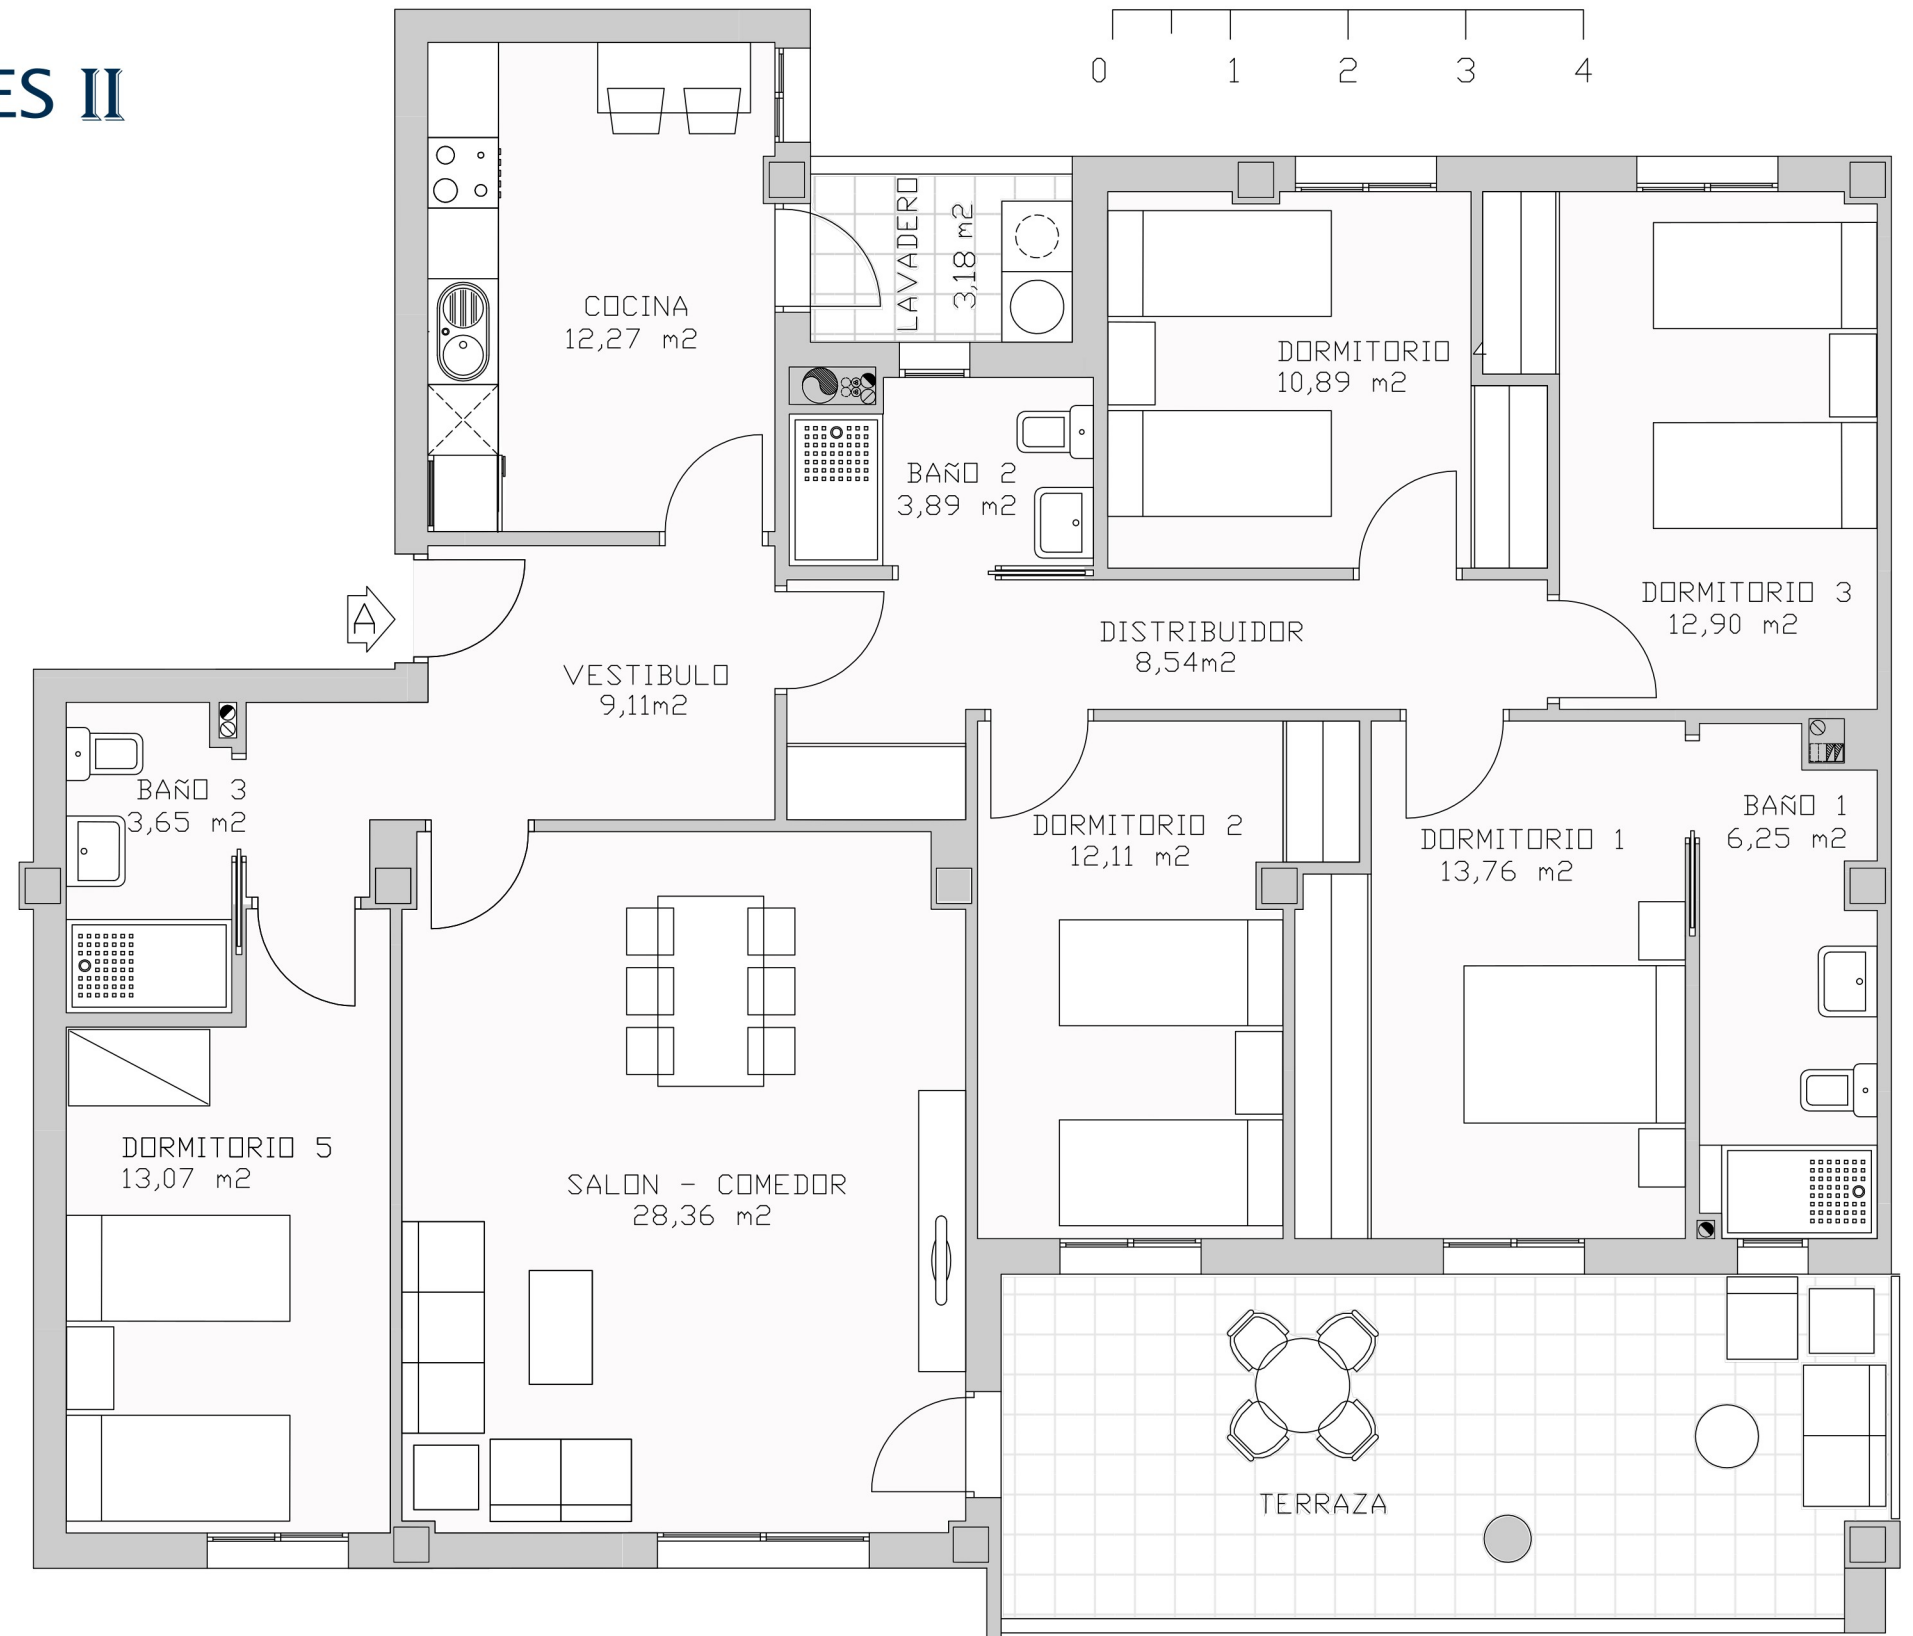 ES II
0 1 2 3 4
LAVADERO
3,18 m2
COCINA
12,27 m2
DORMITORIO 4
10,89 m2
BAÑO 2
3,89 m2
DORMITORIO 3
12,90 m2
A
DISTRIBUIDOR
8,54m2
VESTIBULO
9,11m2
BAÑO 3
3,65 m2
DORMITORIO 2
12,11 m2
DORMITORIO 1
13,76 m2
BAÑO 1
6,25 m2
DORMITORIO 5
13,07 m2
SALON - COMEDOR
28,36 m2
TERRAZA